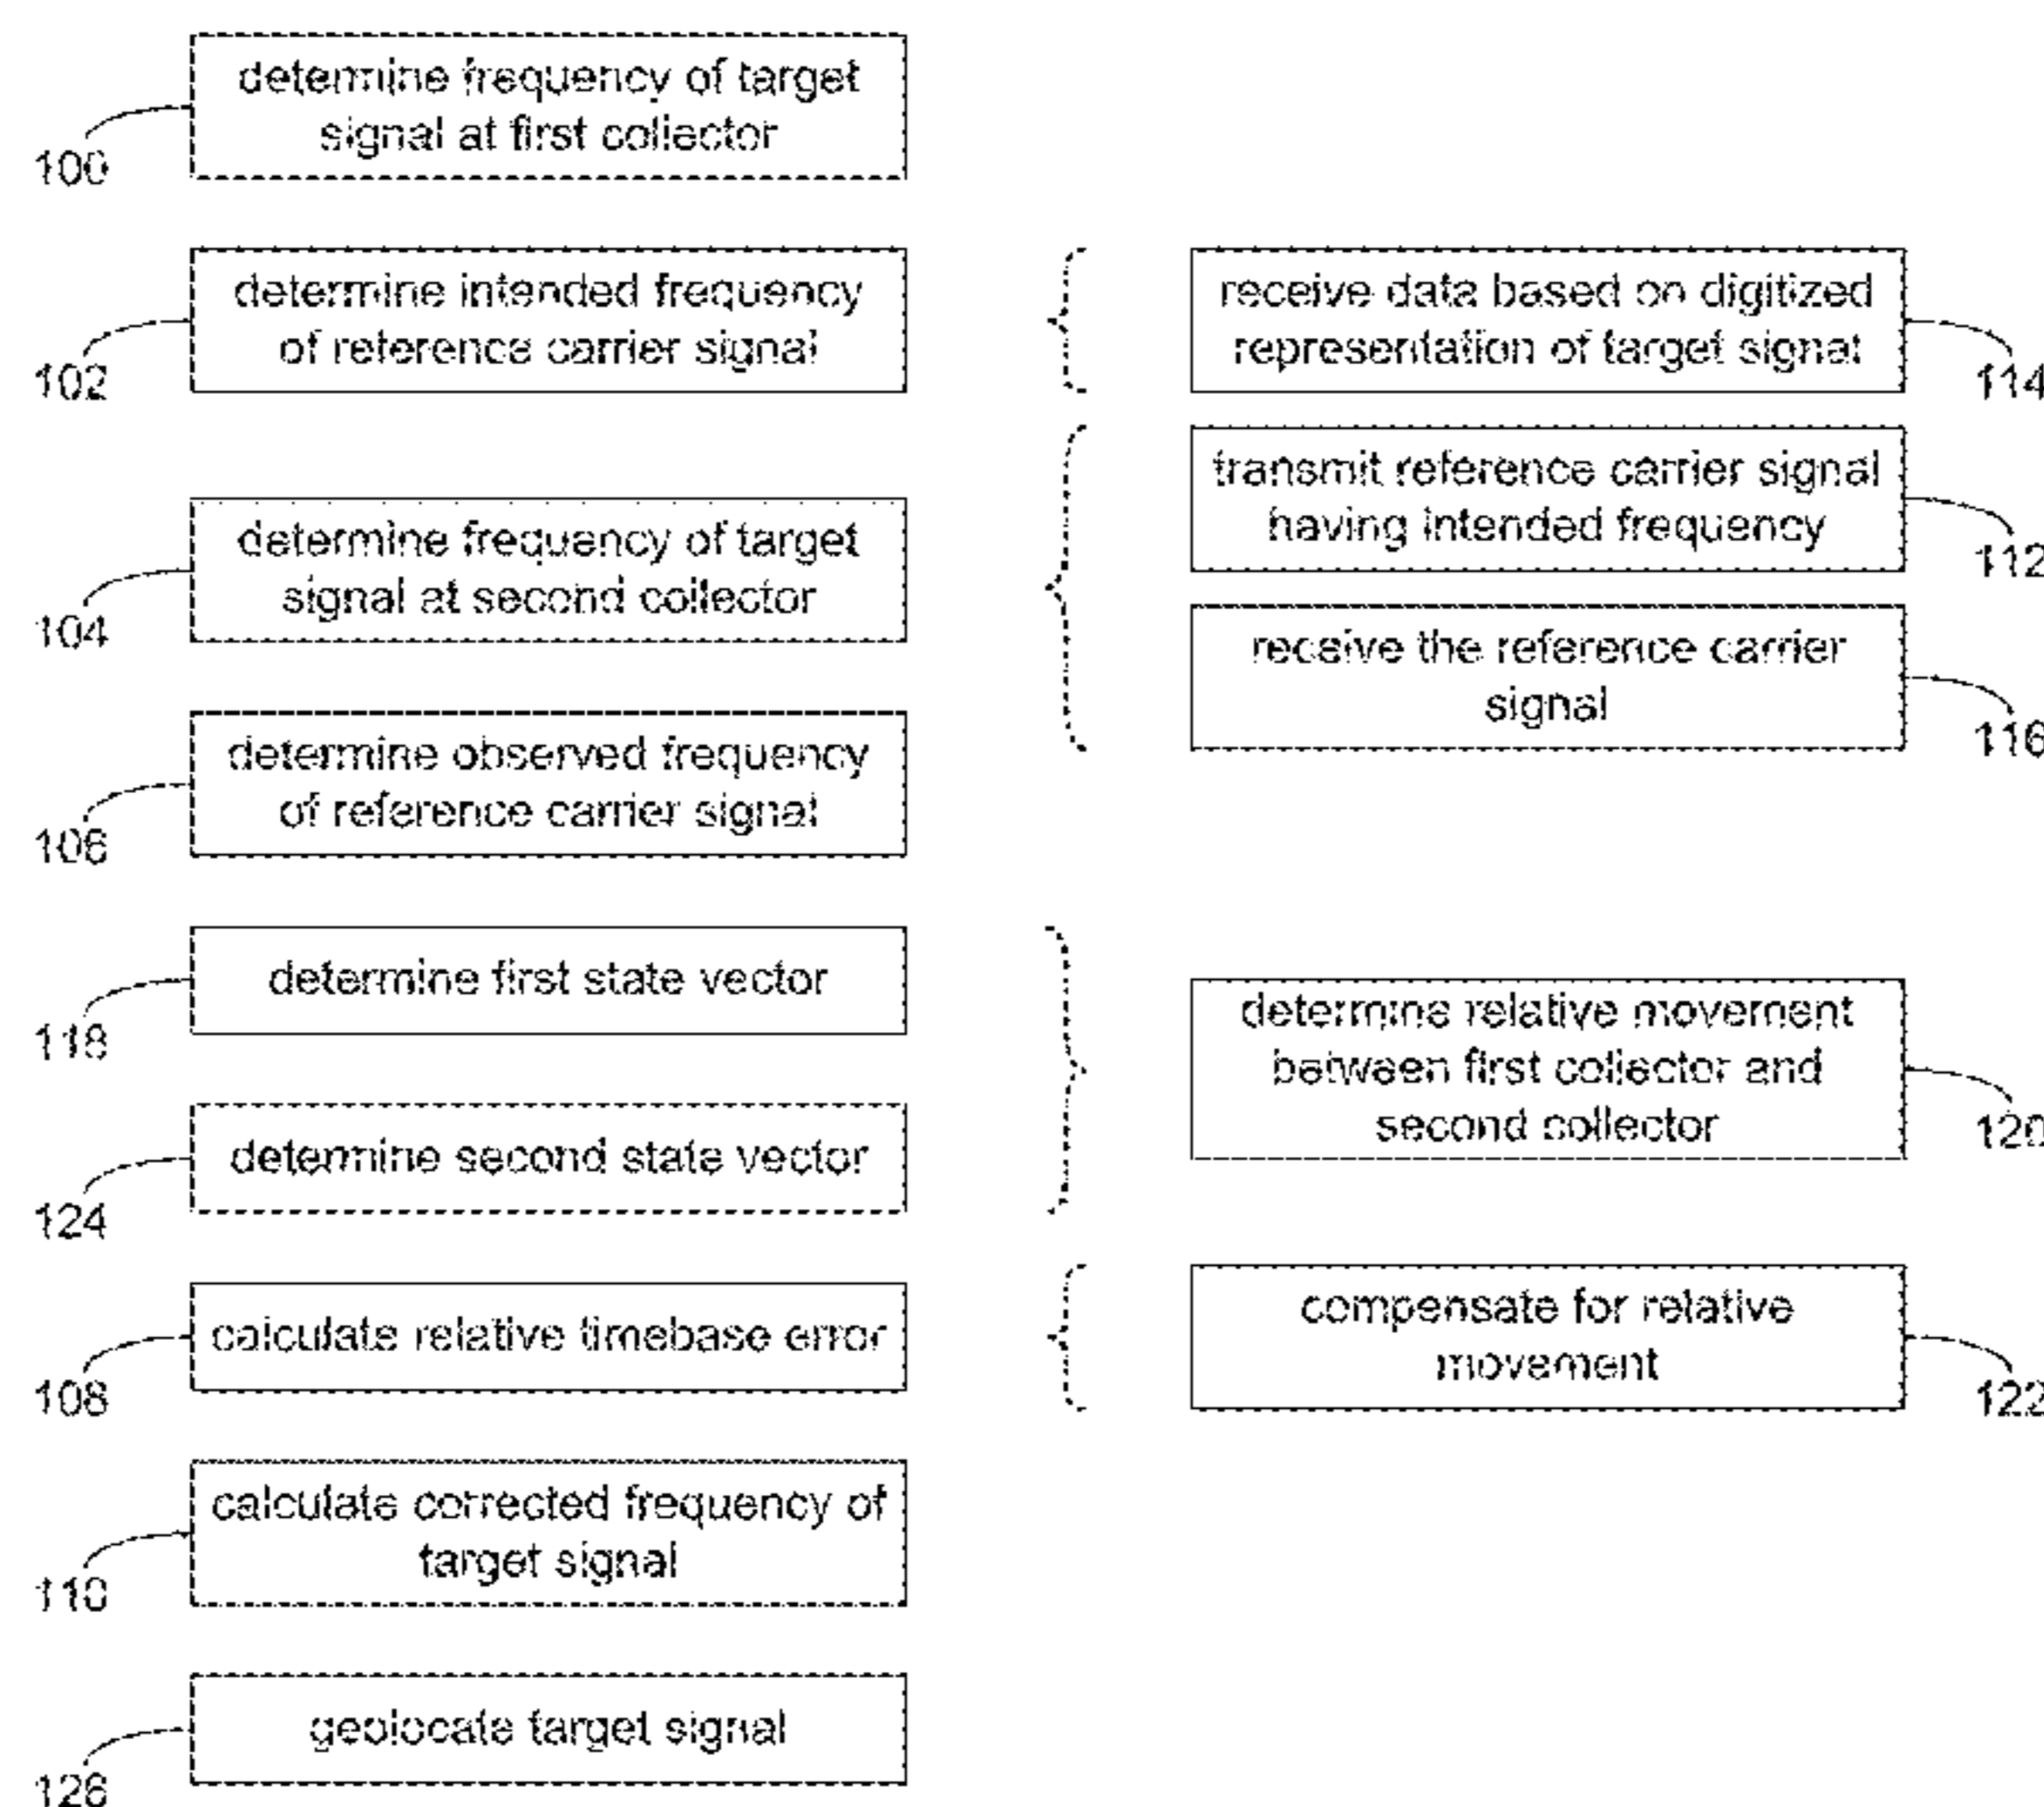 determine frequency of target
signal at first collector
100
determine intended frequency
of reference carrier signal
102
receive data based on digitized
representation of target signal
114
transmit reference carrier signal
having intended frequency
112
determine frequency of target
signal at second collector
104
receive the reference carrier
signal
116
determine observed frequency
of reference carrier signal
106
determine first state vector
118
determine relative movement
between first collector and
second collector
120
determine second state vector
124
calculate relative timebase error
108
compensate for relative
movement
122
calculate corrected frequency of
target signal
110
geolocate target signal
126